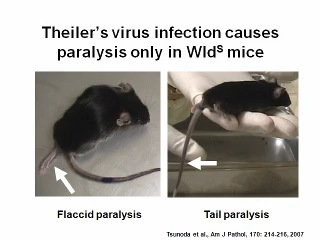 Theiler's virus infection causes
paralysis only in Wldˢ mice
Flaccid paralysis
Tail paralysis
Tsunoda et al., Am J Pathol, 170: 214-216, 2007